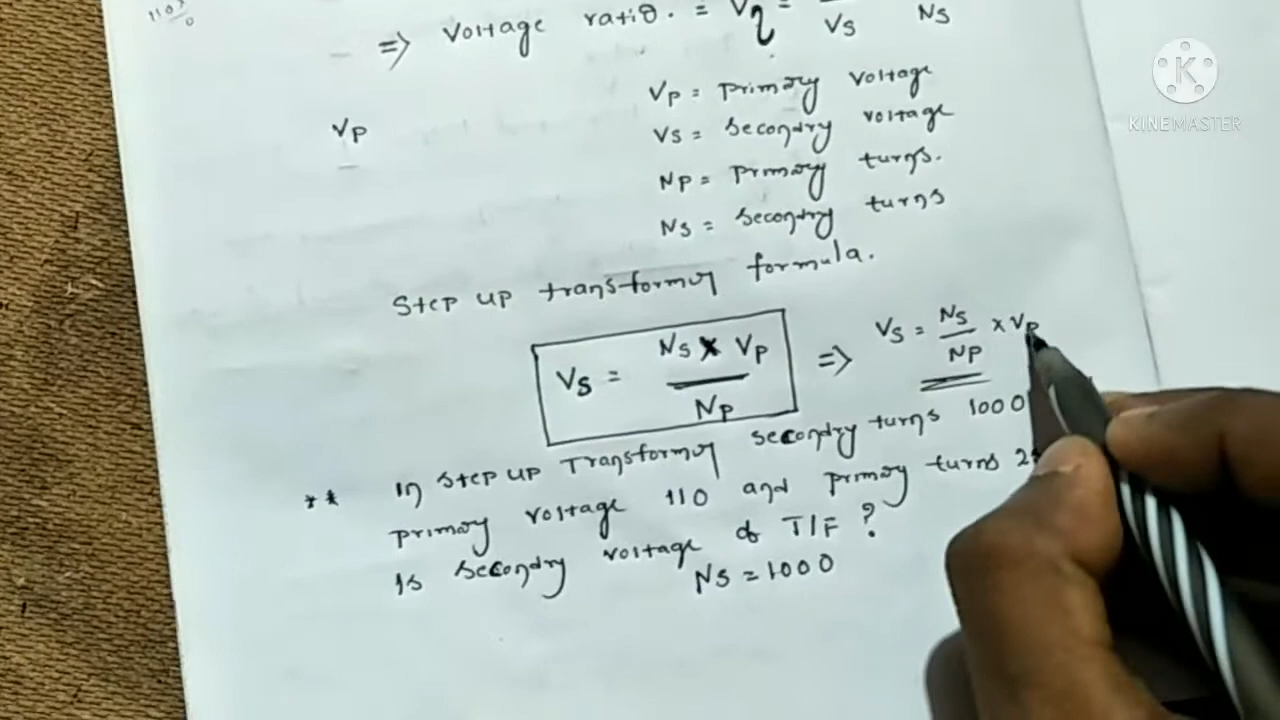 110
=> Voltage ratio. = V =
Vs Ns
Vp = primary voltage
Vp
Vs = secondry voltage
Np = primary turns.
Ns = secondry turns
Step up transformer formula.
Vs = Ns x Vp / Np => Vs = Ns / Np x Vp
** in step up Transformer secondry turns 1000
primary voltage 110 and primary turns
is secondry voltage of T/F ?
Ns = 1000
KINEMASTER